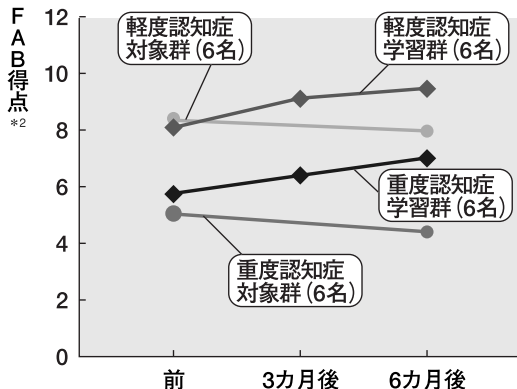 FAB得点
*2
12
10
8
6
4
2
0
軽度認知症
対象群（6名）
軽度認知症
学習群（6名）
重度認知症
学習群（6名）
重度認知症
対象群（6名）
前
3カ月後
6カ月後